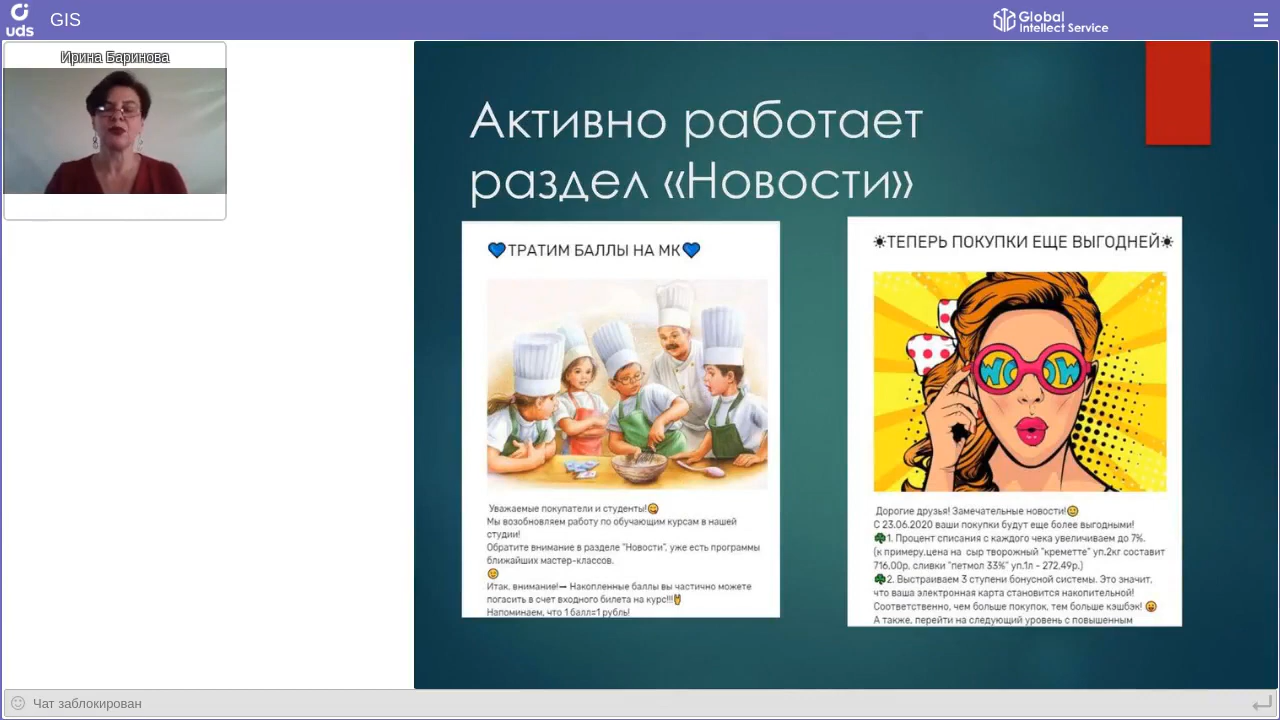 uds
GIS
Global
Intellect Service
Ирина Баринова
Активно работает
раздел «Новости»
ТРАТИМ БАЛЛЫ НА МК
Уважаемые покупатели и студенты!
Мы возобновляем работу по обучающим курсам в нашей
студии!
Обратите внимание в разделе "Новости", уже есть программы
ближайших мастер-классов.
Итак, внимание!— Накопленные баллы вы частично можете
погасить в счет входного билета на курс!!!
Напоминаем, что 1 балл=1 рубль!
☀ТЕПЕРЬ ПОКУПКИ ЕЩЕ ВЫГОДНЕЙ☀
WOW
Дорогие друзья! Замечательные новости!
С 23.06.2020 ваши покупки будут еще более выгодными!
1. Процент списания с каждого чека увеличиваем до 7%.
(к примеру,цена на сыр творожный "креметте" уп.2кг составит
716,00р, сливки "петмол 33%" уп.1л - 272,49р.)
2. Выстраиваем 3 ступени бонусной системы. Это значит,
что ваша электронная карта становится накопительной!
Соответственно, чем больше покупок, тем больше кэшбэк!
А также, перейти на следующий уровень с повышенным
Чат заблокирован